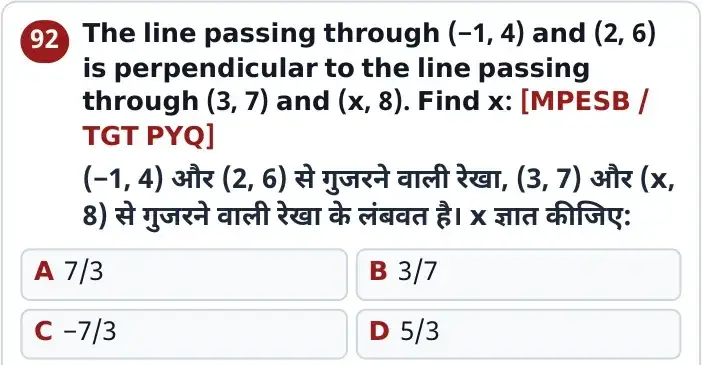 92 The line passing through (−1, 4) and (2, 6)
is perpendicular to the line passing
through (3, 7) and (x, 8). Find x: [MPESB /
TGT PYQ]
(−1, 4) और (2, 6) से गुजरने वाली रेखा, (3, 7) और (x,
8) से गुजरने वाली रेखा के लंबवत है। x ज्ञात कीजिए:
A 7/3
B 3/7
C −7/3
D 5/3